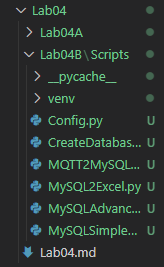 Lab04
Lab04A
Lab04B\Scripts
__pycache__
venv
Config.py U
CreateDatabas... U
MQTT2MySQL... U
MySQL2Excel.py U
MySQLAdvanc... U
MySQLSimple... U
Lab04.md